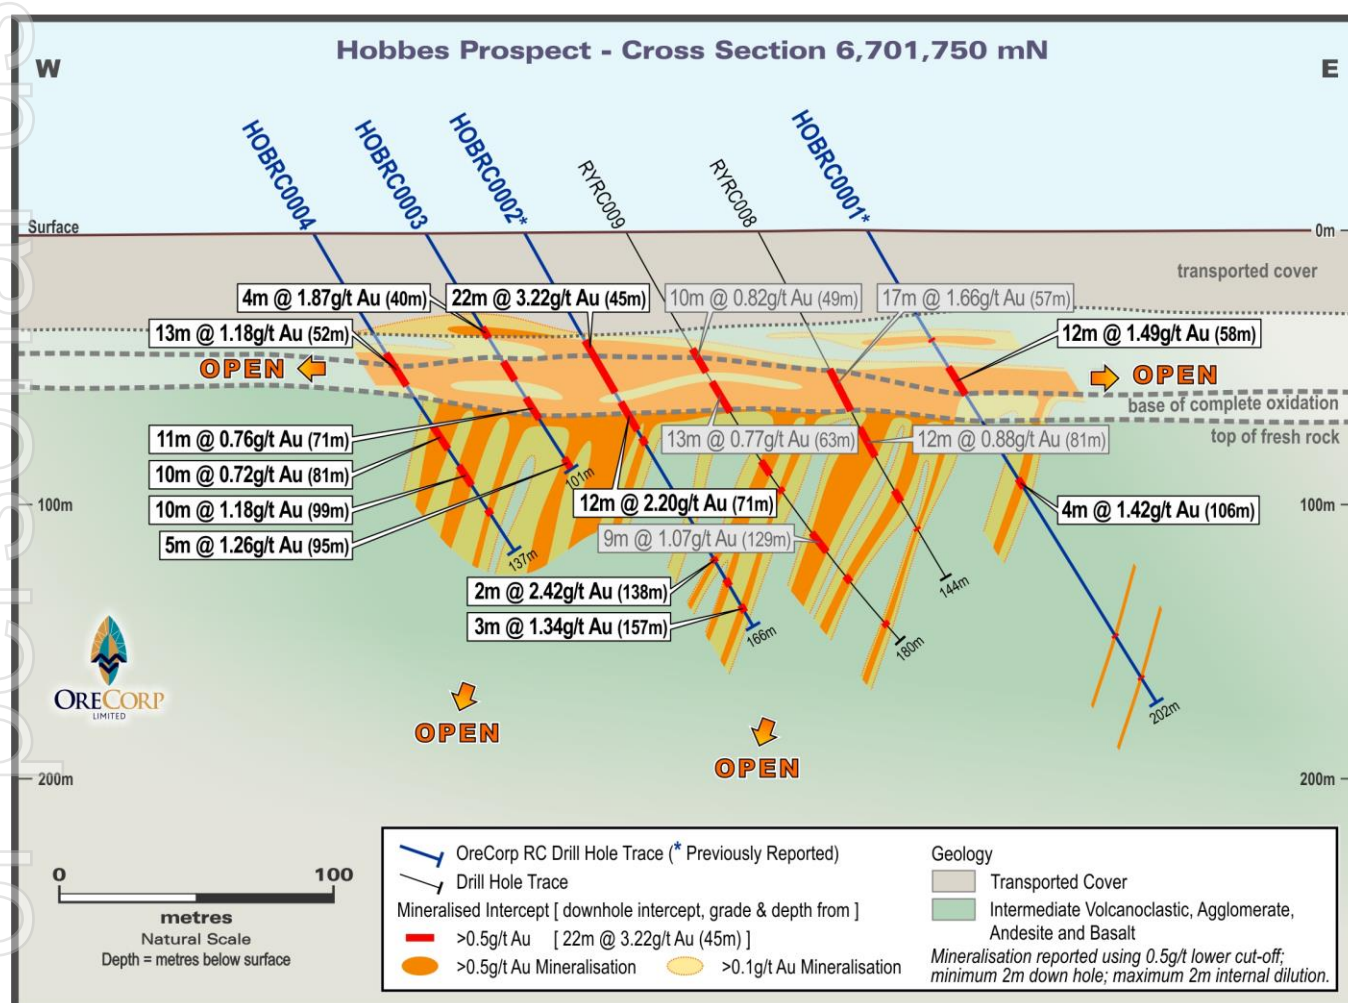 Hobbes Prospect - Cross Section 6,701,750 mN
W
E
HOBRC0004
HOBRC0003
HOBRC0002*
RYRC009
RYRC008
HOBRC0001*
Surface
0m
transported cover
4m @ 1.87g/t Au (40m)
22m @ 3.22g/t Au (45m)
10m @ 0.82g/t Au (49m)
17m @ 1.66g/t Au (57m)
13m @ 1.18g/t Au (52m)
12m @ 1.49g/t Au (58m)
OPEN
OPEN
base of complete oxidation
top of fresh rock
11m @ 0.76g/t Au (71m)
13m @ 0.77g/t Au (63m)
12m @ 0.88g/t Au (81m)
10m @ 0.72g/t Au (81m)
101m
100m
100m
10m @ 1.18g/t Au (99m)
12m @ 2.20g/t Au (71m)
4m @ 1.42g/t Au (106m)
5m @ 1.26g/t Au (95m)
9m @ 1.07g/t Au (129m)
137m
144m
2m @ 2.42g/t Au (138m)
3m @ 1.34g/t Au (157m)
166m
180m
202m
ORECORP
LIMITED
OPEN
OPEN
200m
200m
0 100
metres
Natural Scale
Depth = metres below surface
OreCorp RC Drill Hole Trace (* Previously Reported)
Drill Hole Trace
Mineralised Intercept [ downhole intercept, grade & depth from ]
>0.5g/t Au [ 22m @ 3.22g/t Au (45m) ]
>0.5g/t Au Mineralisation >0.1g/t Au Mineralisation
Geology
Transported Cover
Intermediate Volcanoclastic, Agglomerate,
Andesite and Basalt
Mineralisation reported using 0.5g/t lower cut-off;
minimum 2m down hole; maximum 2m internal dilution.